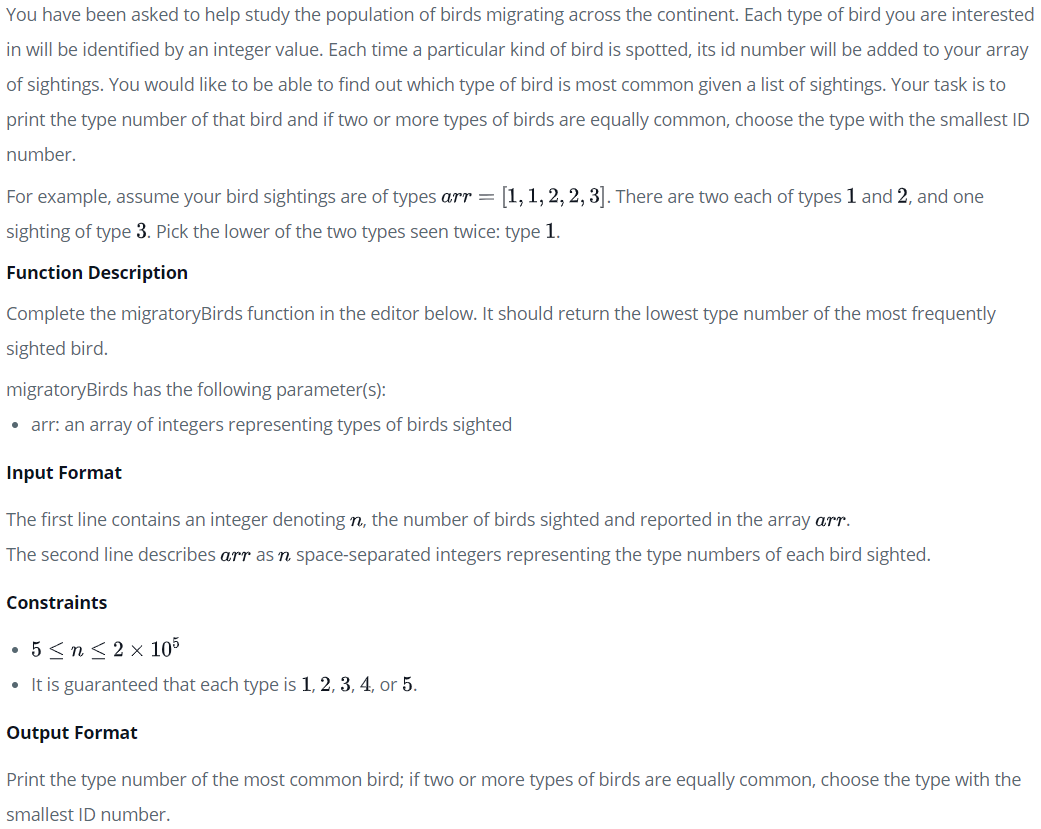 You have been asked to help study the population of birds migrating across the continent. Each type of bird you are interested
in will be identified by an integer value. Each time a particular kind of bird is spotted, its id number will be added to your array
of sightings. You would like to be able to find out which type of bird is most common given a list of sightings. Your task is to
print the type number of that bird and if two or more types of birds are equally common, choose the type with the smallest ID
number.
For example, assume your bird sightings are of types arr = [1, 1, 2, 2, 3]. There are two each of types 1 and 2, and one
sighting of type 3. Pick the lower of the two types seen twice: type 1.
Function Description
Complete the migratoryBirds function in the editor below. It should return the lowest type number of the most frequently
sighted bird.
migratoryBirds has the following parameter(s):
• arr: an array of integers representing types of birds sighted
Input Format
The first line contains an integer denoting n, the number of birds sighted and reported in the array arr.
The second line describes arr as n space-separated integers representing the type numbers of each bird sighted.
Constraints
• 5 ≤ n ≤ 2 × 10⁵
• It is guaranteed that each type is 1, 2, 3, 4, or 5.
Output Format
Print the type number of the most common bird; if two or more types of birds are equally common, choose the type with the
smallest ID number.